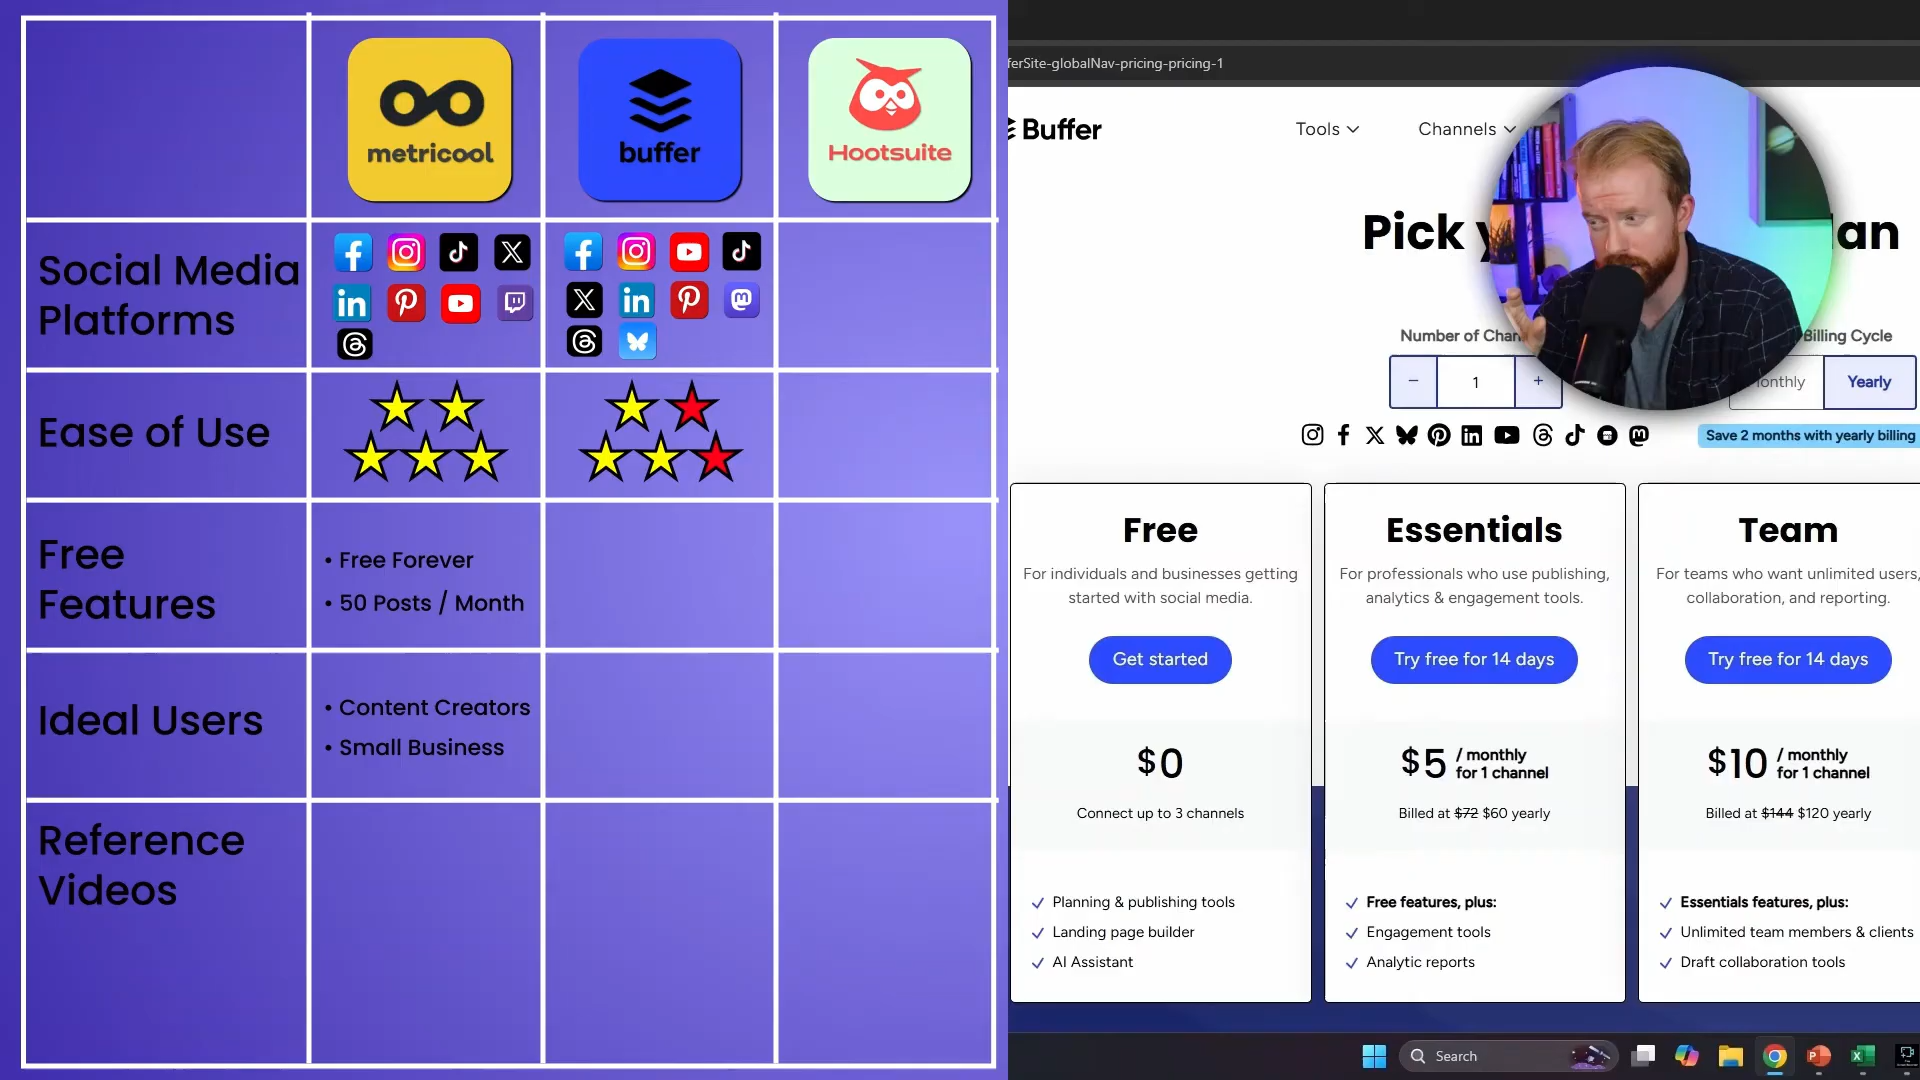 metricool
buffer
Hootsuite
Social Media
Platforms
Ease of Use
Free
Features
• Free Forever
• 50 Posts / Month
Ideal Users
• Content Creators
• Small Business
Reference
Videos
ferSite-globalNav-pricing-pricing-1
Buffer
Tools
Channels
Pick
an
Number of Chan
Billing Cycle
−
1
+
onthly
Yearly
Save 2 months with yearly billing
Free
For individuals and businesses getting
started with social media.
Get started
$0
Connect up to 3 channels
Planning & publishing tools
Landing page builder
AI Assistant
Essentials
For professionals who use publishing,
analytics & engagement tools.
Try free for 14 days
$5 / monthly
for 1 channel
Billed at $72 $60 yearly
Free features, plus:
Engagement tools
Analytic reports
Team
For teams who want unlimited users,
collaboration, and reporting.
Try free for 14 days
$10 / monthly
for 1 channel
Billed at $144 $120 yearly
Essentials features, plus:
Unlimited team members & clients
Draft collaboration tools
Search